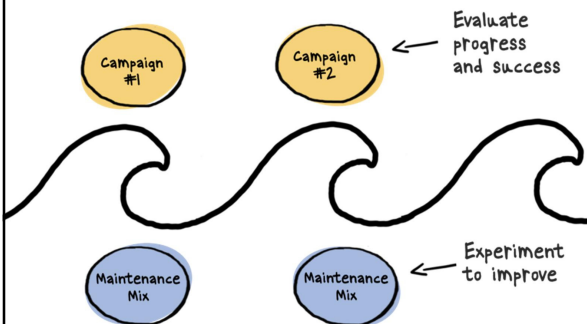 Campaign
#1
Campaign
#2
Evaluate
progress
and success
Maintenance
Mix
Maintenance
Mix
Experiment
to improve